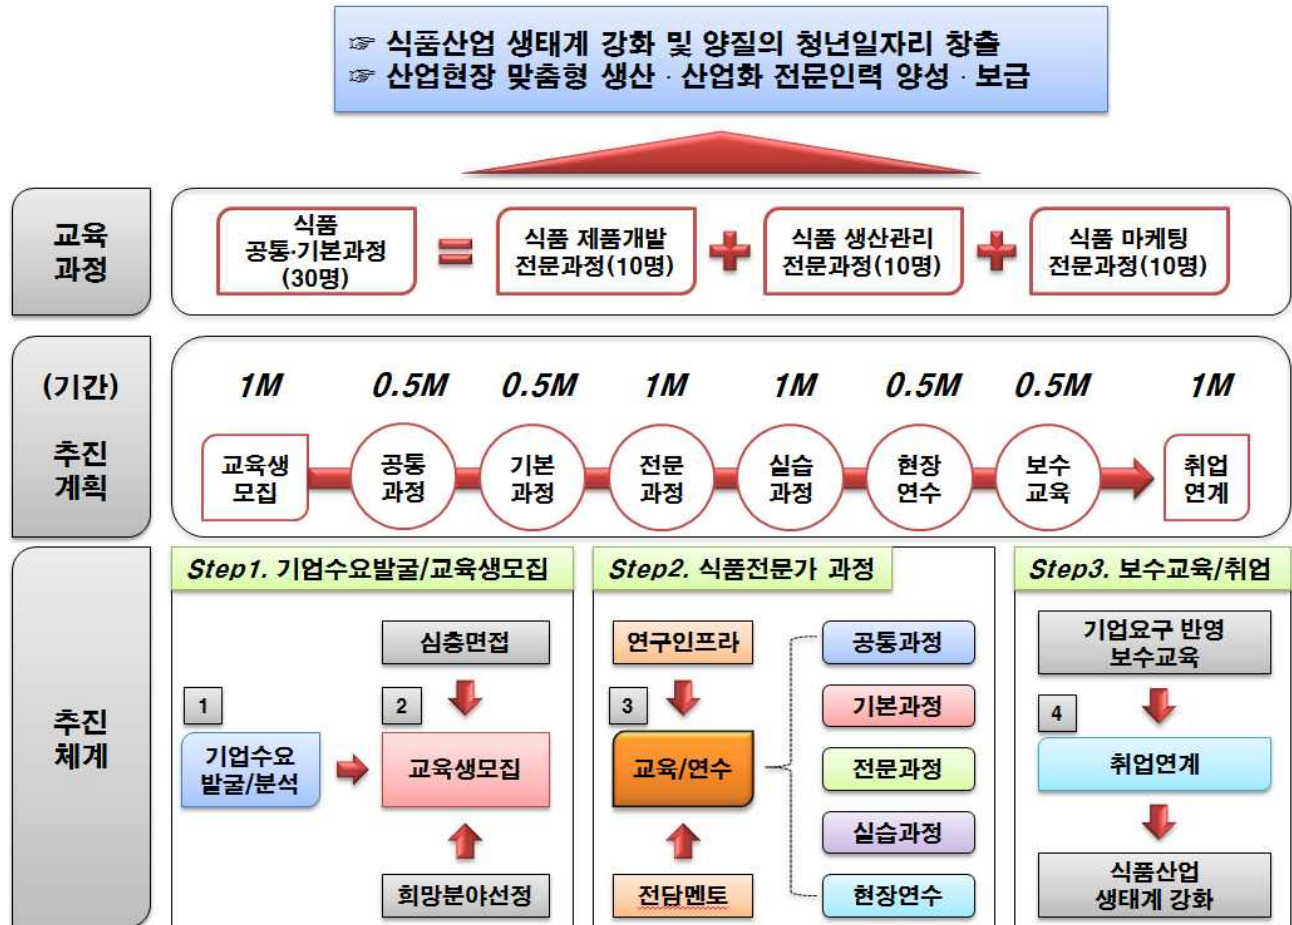 ☞ 식품산업 생태계 강화 및 양질의 청년일자리 창출
☞ 산업현장 맞춤형 생산 · 산업화 전문인력 양성 · 보급
교육
과정
식품
공통·기본과정
(30명)
=
식품 제품개발
전문과정(10명)
+
식품 생산관리
전문과정(10명)
+
식품 마케팅
전문과정(10명)
(기간)
추진
계획
1M
0.5M
0.5M
1M
1M
0.5M
0.5M
1M
교육생
모집
공통
과정
기본
과정
전문
과정
실습
과정
현장
연수
보수
교육
취업
연계
추진
체계
Step1. 기업수요발굴/교육생모집
심층면접
1
2
기업수요
발굴/분석
교육생모집
희망분야선정
Step2. 식품전문가 과정
연구인프라
3
교육/연수
전담멘토
공통과정
기본과정
전문과정
실습과정
현장연수
Step3. 보수교육/취업
기업요구 반영
보수교육
4
취업연계
식품산업
생태계 강화